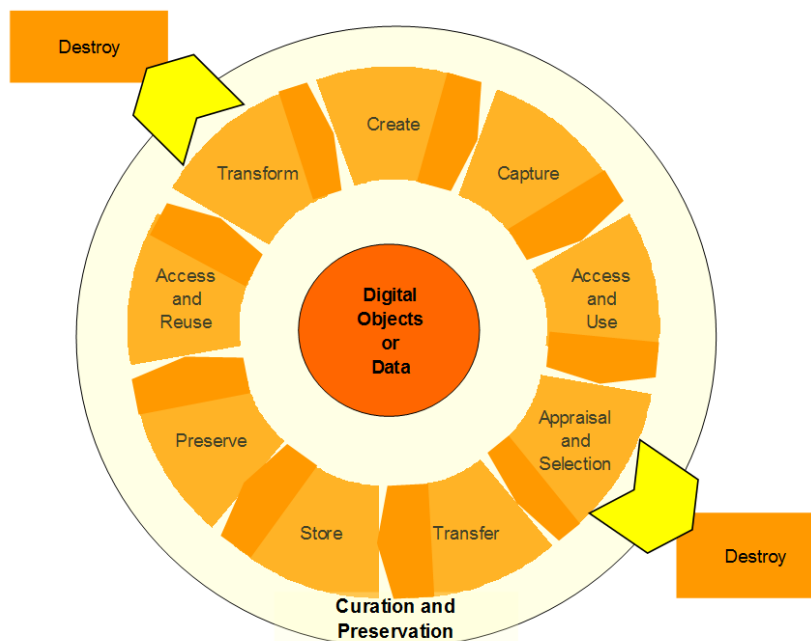 Destroy
Create
Capture
Transform
Access
and
Use
Access
and
Reuse
Digital
Objects
or
Data
Appraisal
and
Selection
Preserve
Transfer
Store
Destroy
Curation and
Preservation